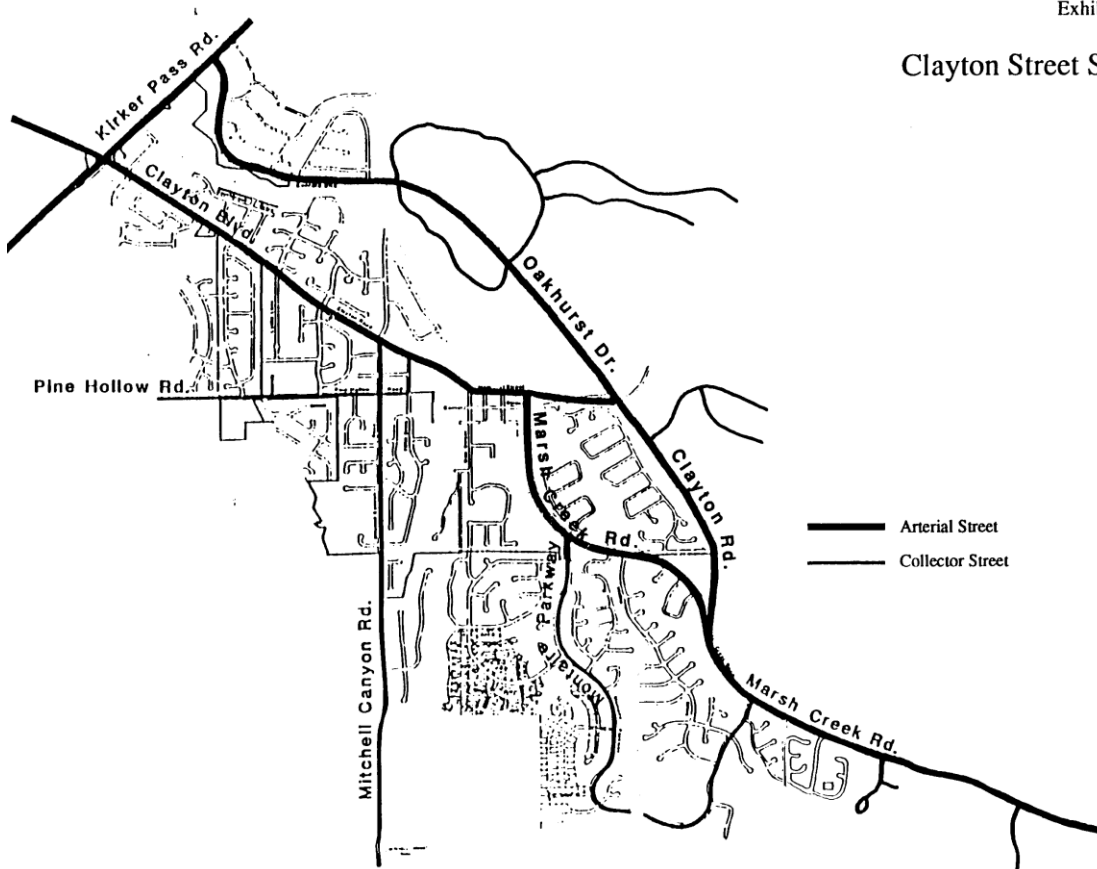 Exhi
Clayton Street S
Kirker Pass Rd.
Clayton Blvd.
Oakhurst Dr.
Pine Hollow Rd.
Marsh Creek Rd.
Clayton Rd.
Arterial Street
Collector Street
Mitchell Canyon Rd.
Montaire Parkway
Marsh Creek Rd.